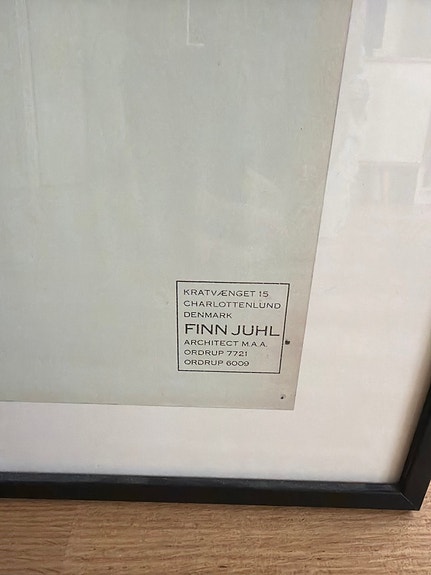 KRATVÆNGET 15
CHARLOTTENLUND
DENMARK
FINN JUHL
ARCHITECT M.A.A.
ORDRUP 7721
ORDRUP 6009